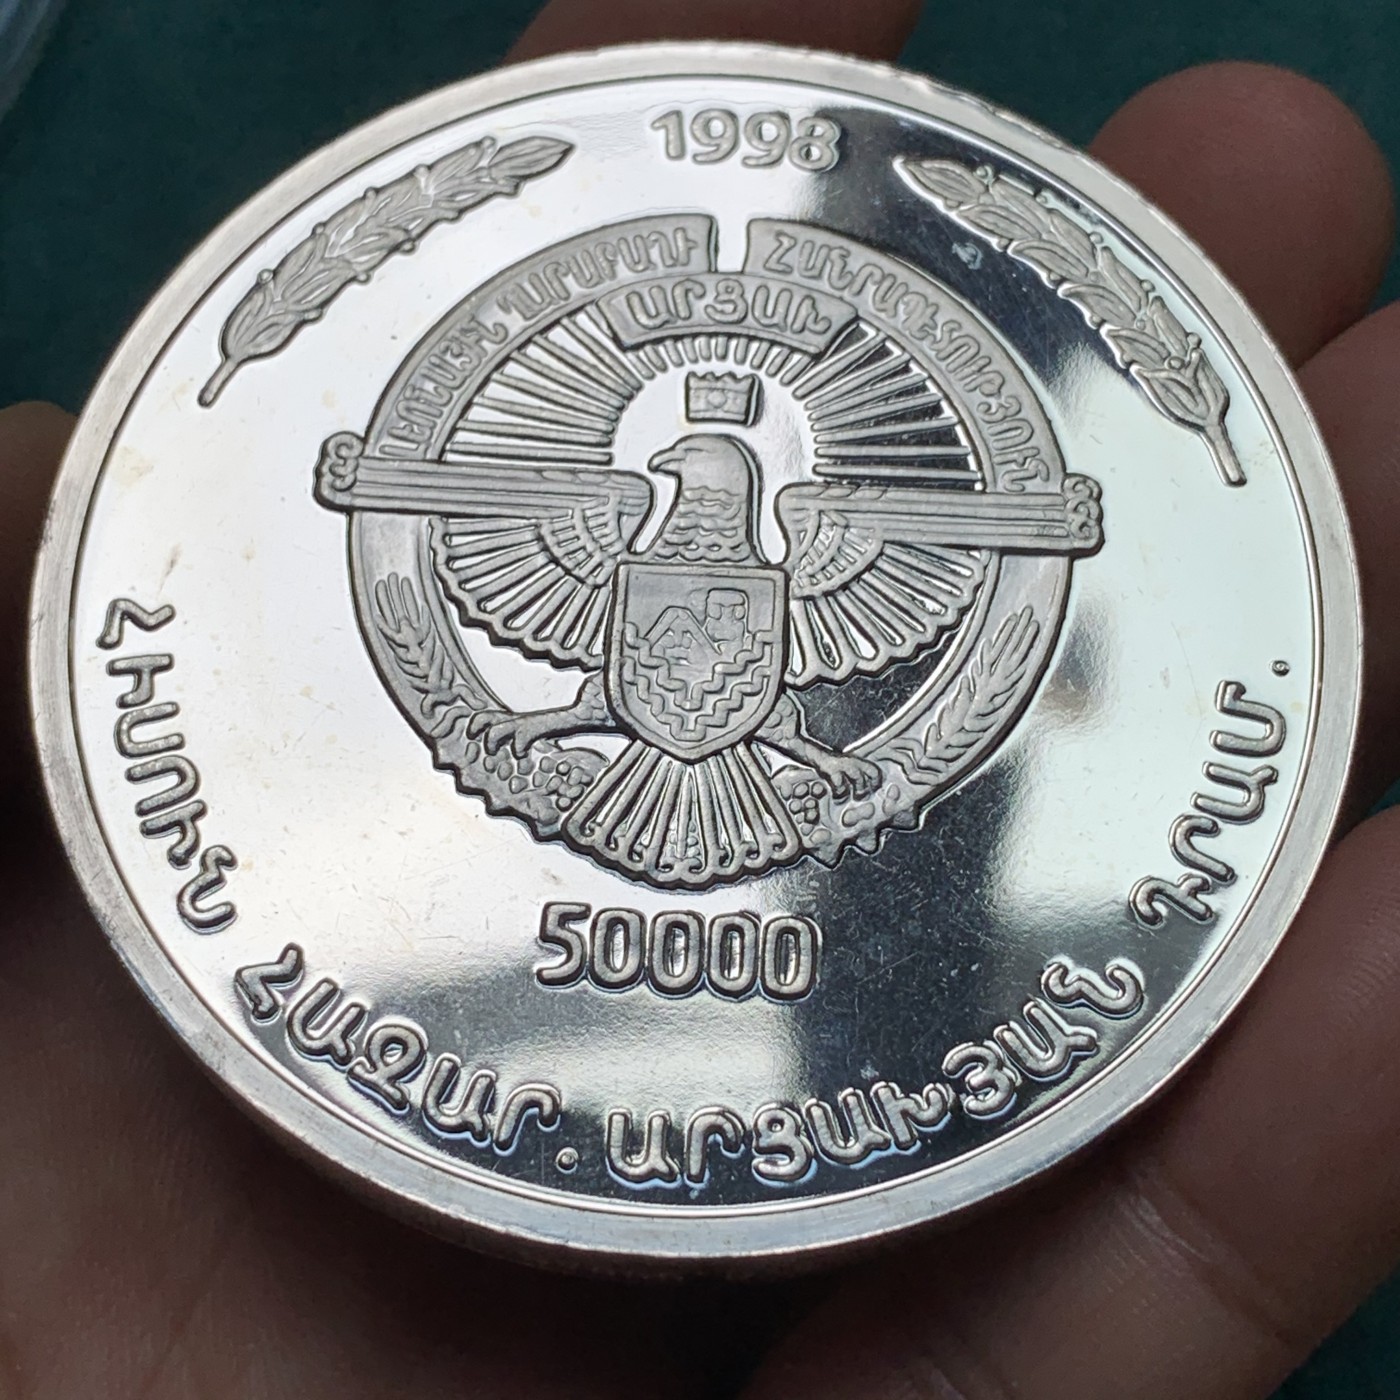 1998
ԼԵՌՆԱՅԻՆ ՂԱՐԱԲԱՂԻ ՀԱՆՐԱՊԵՏՈՒԹՅՈՒՆ
ԱՐՑԱԽ
50000
ՀԻՍՈՒՆ ՀԱԶԱՐ . ԱՐՑԱԽՅԱՆ ԴՐԱՄ .